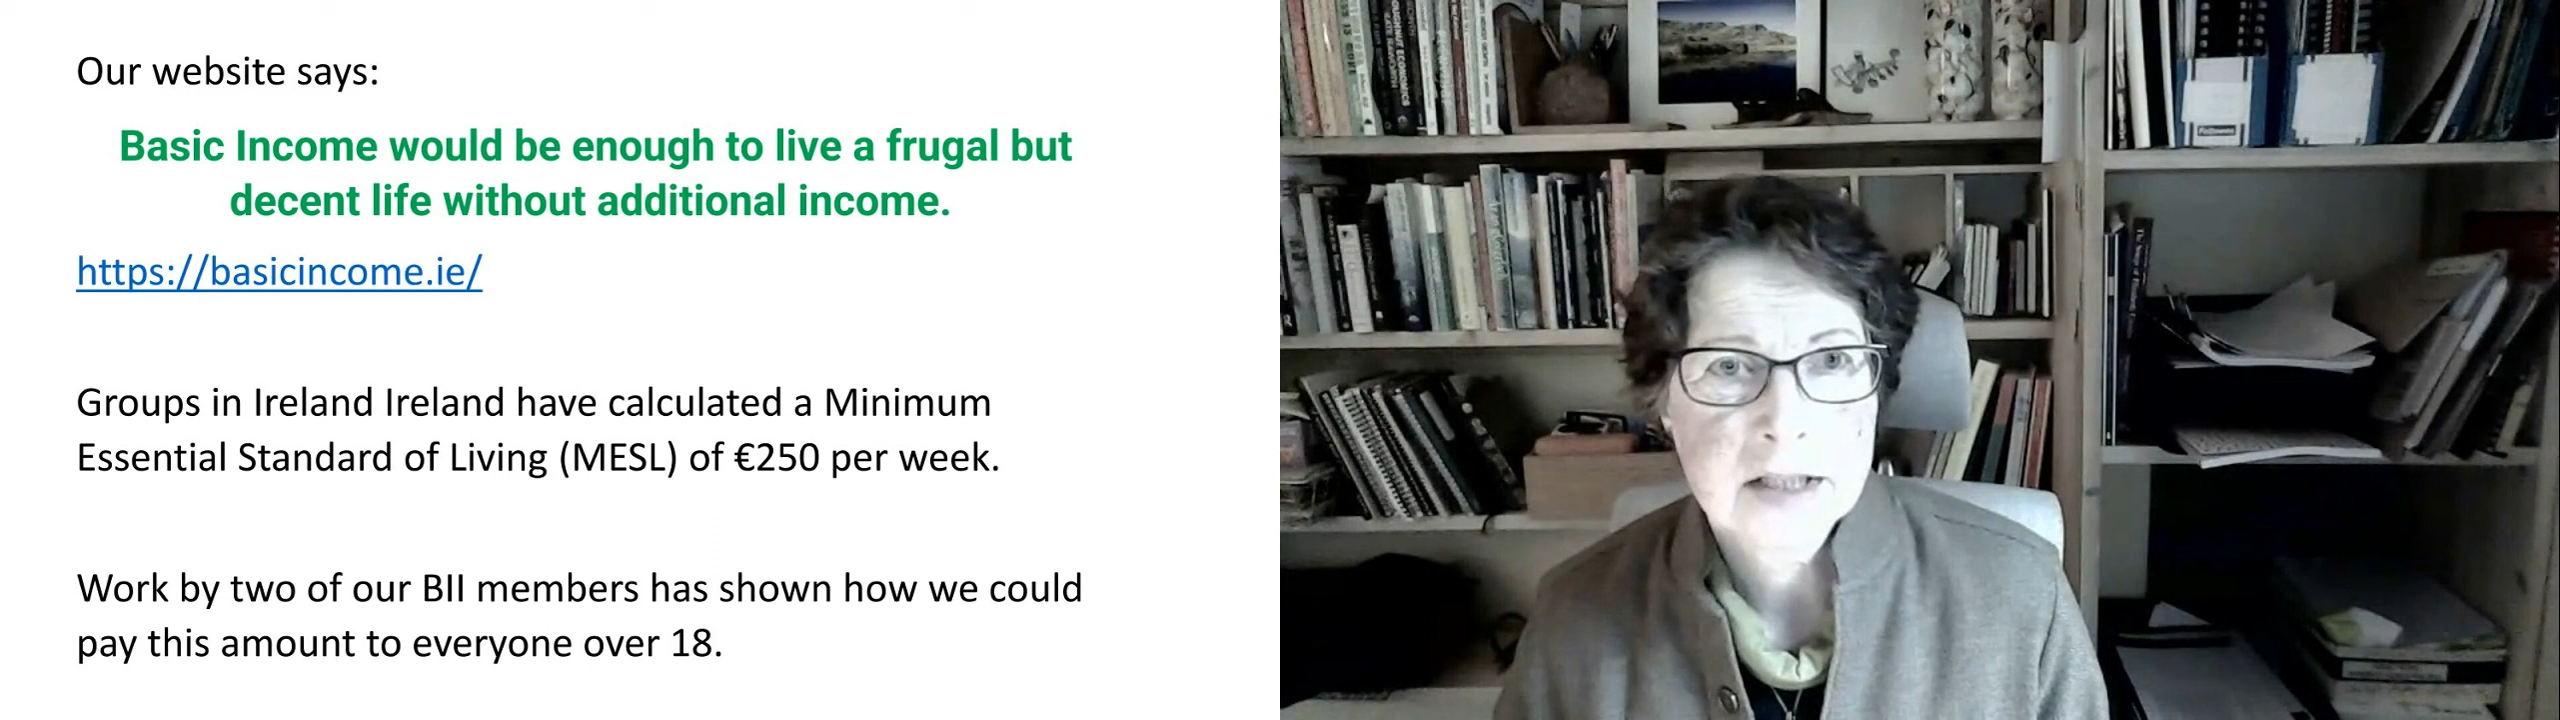 Our website says:
Basic Income would be enough to live a frugal but
decent life without additional income.
https://basicincome.ie/
Groups in Ireland Ireland have calculated a Minimum
Essential Standard of Living (MESL) of €250 per week.
Work by two of our BII members has shown how we could
pay this amount to everyone over 18.